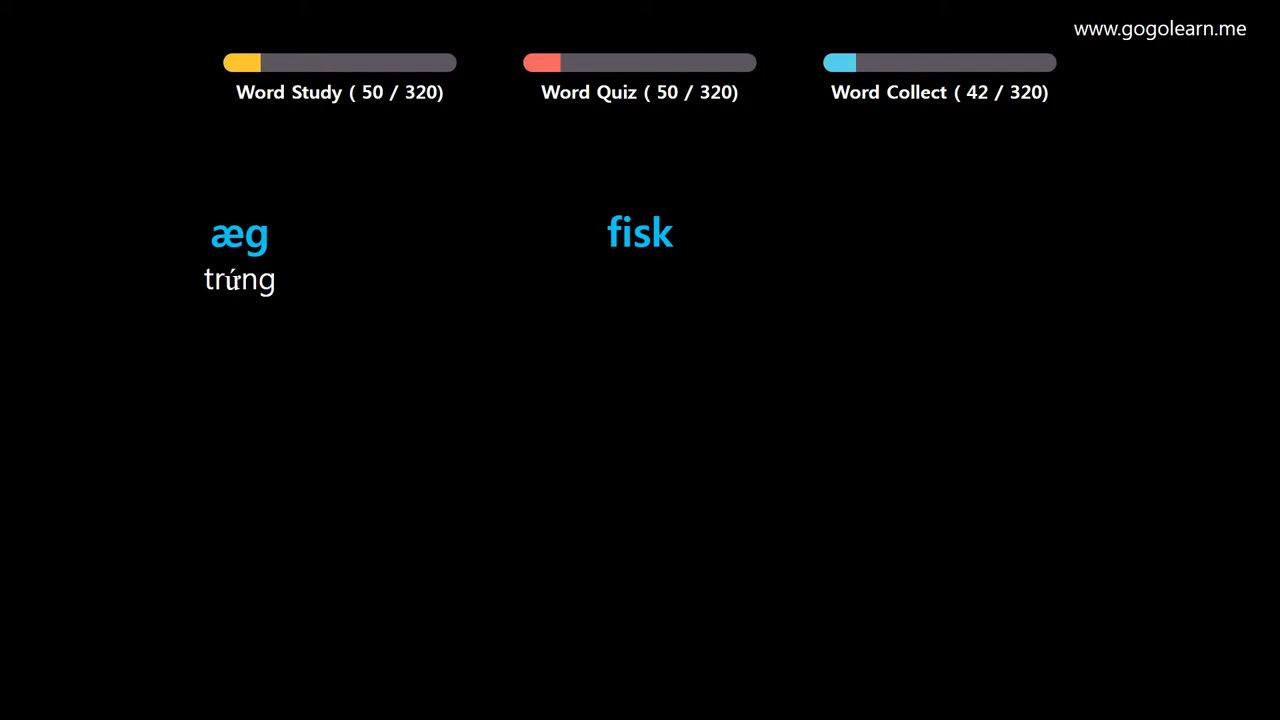 www.gogolearn.me
Word Study ( 50 / 320)
Word Quiz ( 50 / 320)
Word Collect ( 42 / 320)
æg
fisk
trứng